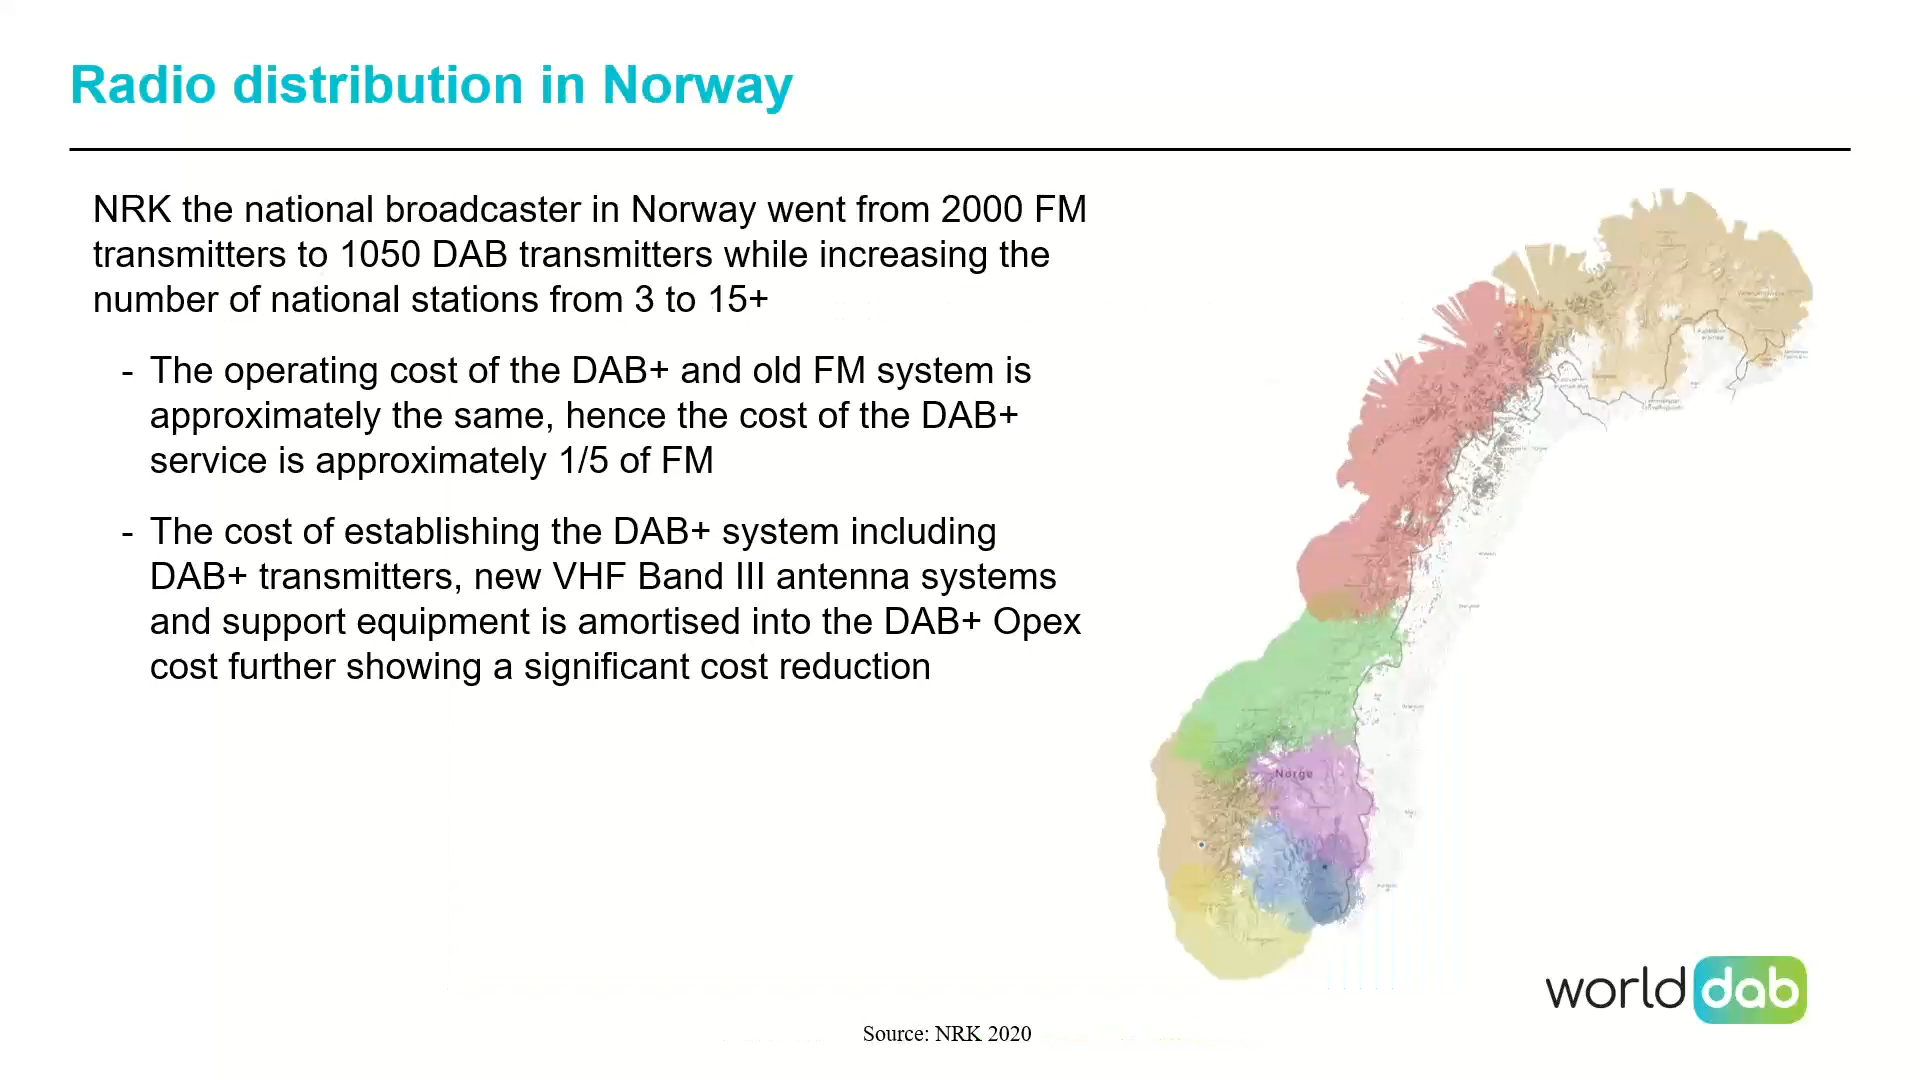 Radio distribution in Norway
NRK the national broadcaster in Norway went from 2000 FM
transmitters to 1050 DAB transmitters while increasing the
number of national stations from 3 to 15+
- The operating cost of the DAB+ and old FM system is
approximately the same, hence the cost of the DAB+
service is approximately 1/5 of FM
- The cost of establishing the DAB+ system including
DAB+ transmitters, new VHF Band III antenna systems
and support equipment is amortised into the DAB+ Opex
cost further showing a significant cost reduction
Norge
world dab
Source: NRK 2020